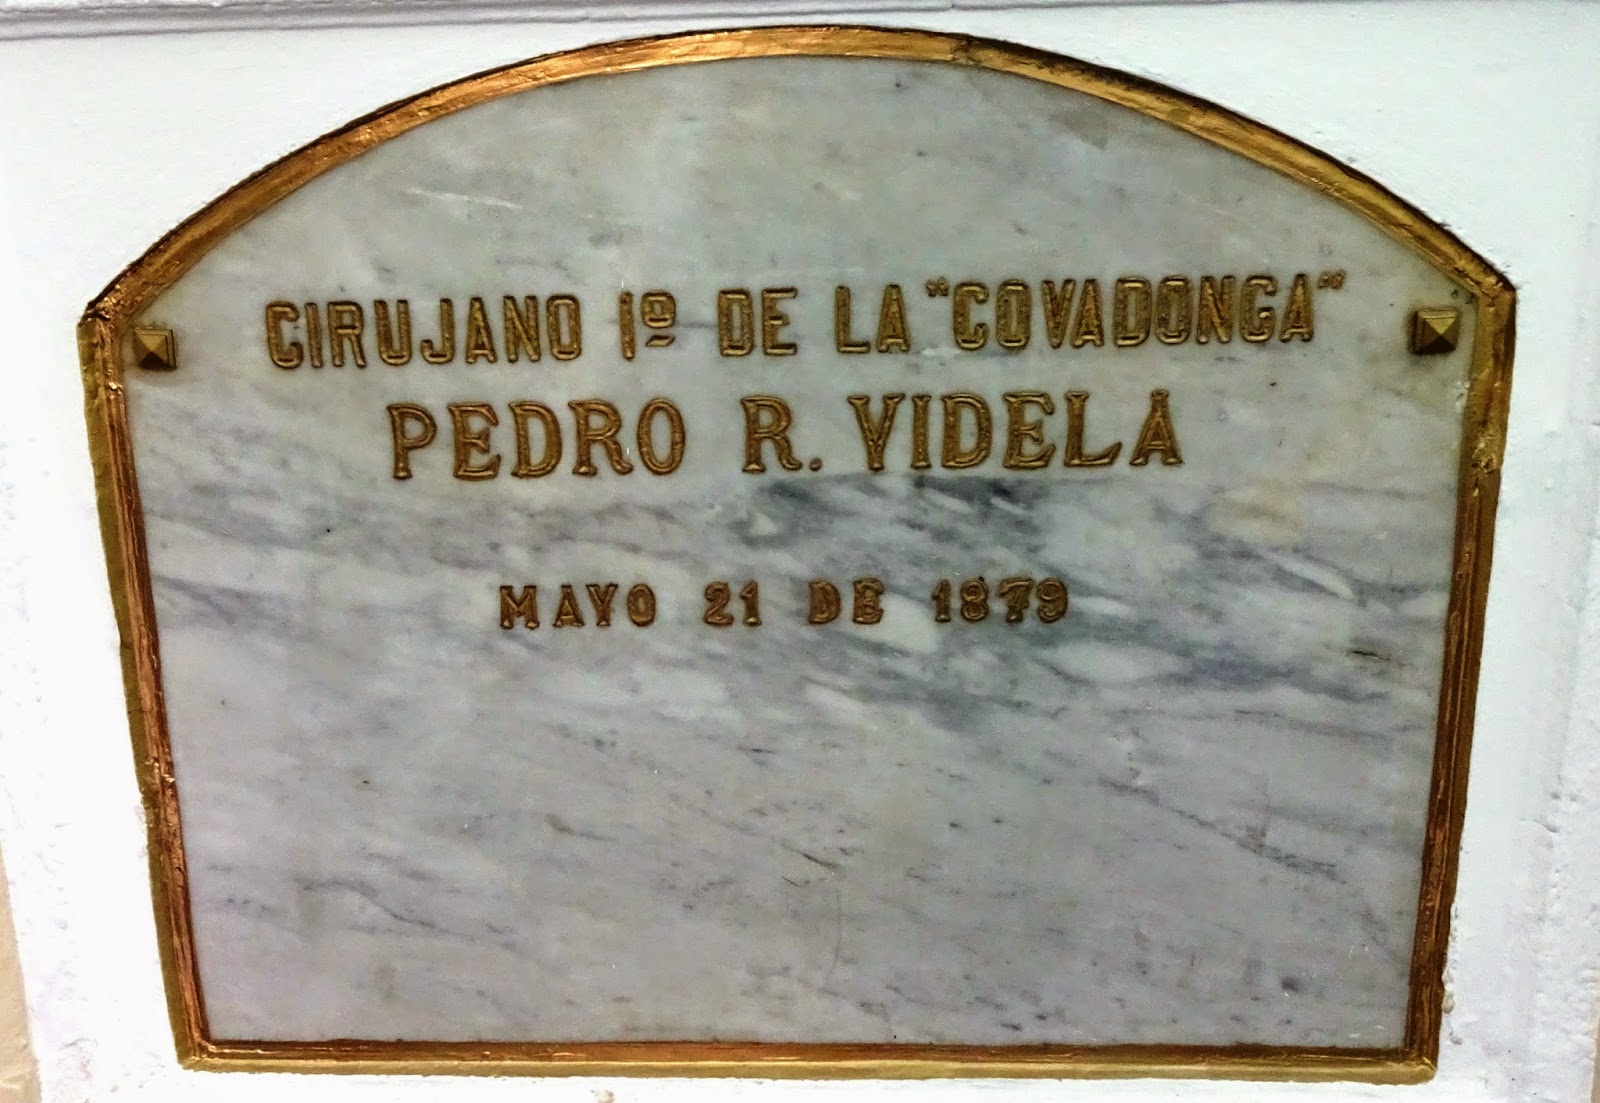 CIRUJANO 1º DE LA "COVADONGA"
PEDRO R. VIDELA
MAYO 21 DE 1879